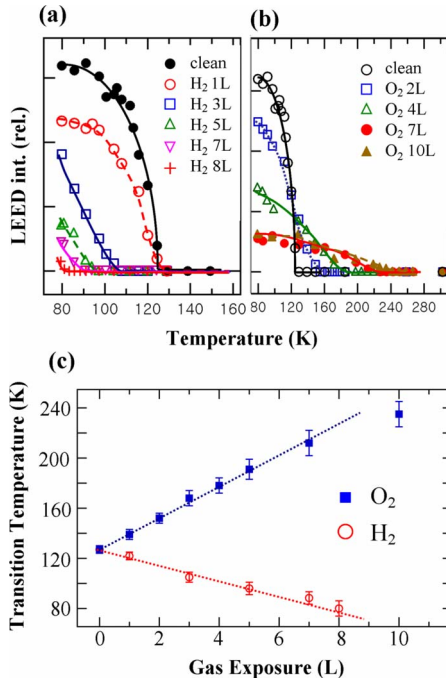 (a)
clean
H₂ 1L
H₂ 3L
H₂ 5L
H₂ 7L
H₂ 8L
(b)
clean
O₂ 2L
O₂ 4L
O₂ 7L
O₂ 10L
LEED int. (rel.)
60 80 100 120 140 160
80 120 160 200 240 280
Temperature (K)
(c)
Transition Temperature (K)
240
200
160
120
80
O₂
H₂
0 2 4 6 8 10
Gas Exposure (L)